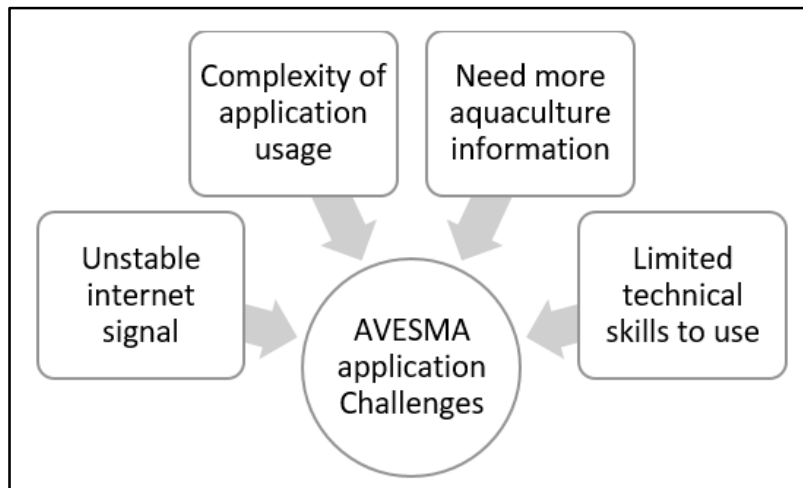 Complexity of
application
usage
Need more
aquaculture
information
Unstable
internet
signal
Limited
technical
skills to use
AVESMA
application
Challenges